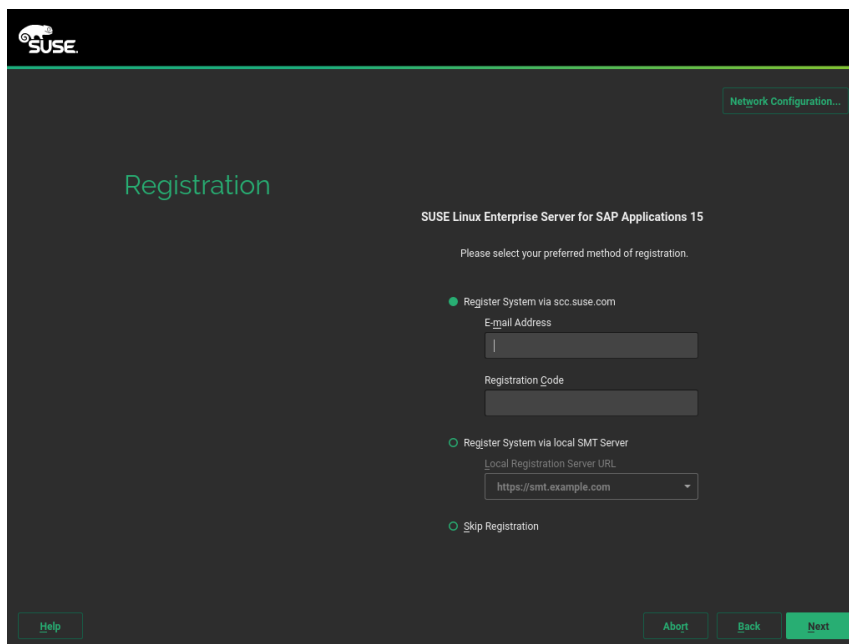 SUSE.
Network Configuration...
Registration
SUSE Linux Enterprise Server for SAP Applications 15
Please select your preferred method of registration.
Register System via scc.suse.com
E-mail Address
Registration Code
Register System via local SMT Server
Local Registration Server URL
https://smt.example.com
Skip Registration
Help
Abort
Back
Next